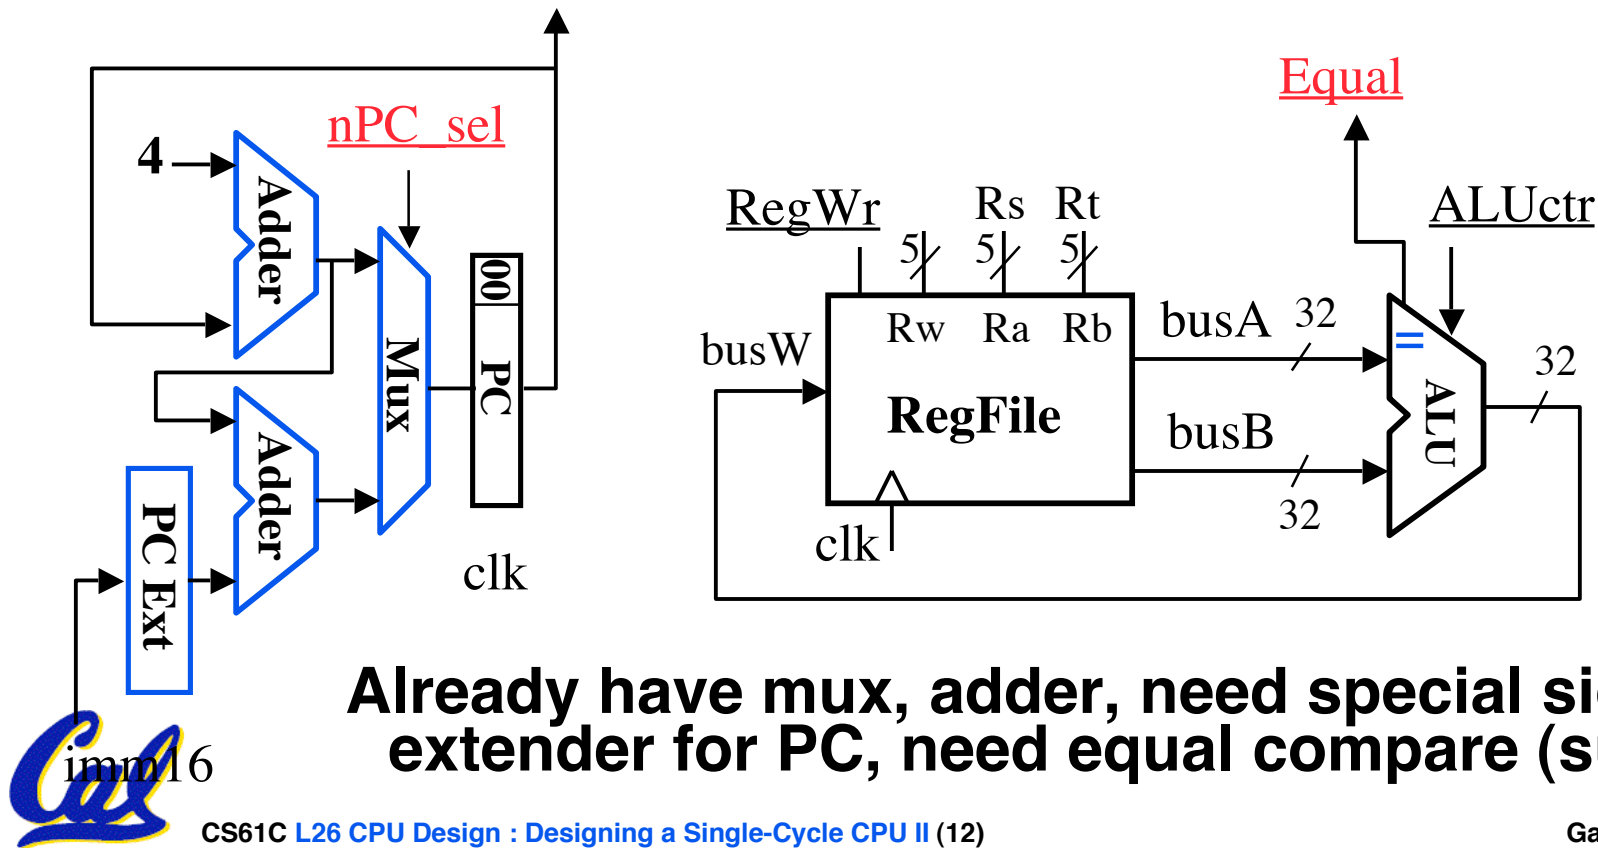 Equal
nPC_sel
4
Adder
RegWr
Rs Rt
ALUctr
5 5 5
00
PC
Mux
busW
Rw Ra Rb
busA 32
32
RegFile
busB
ALU
32
Adder
PC Ext
clk
clk
Already have mux, adder, need special
extender for PC, need equal compare
Cal
imm16
CS61C L26 CPU Design : Designing a Single-Cycle CPU II (12)